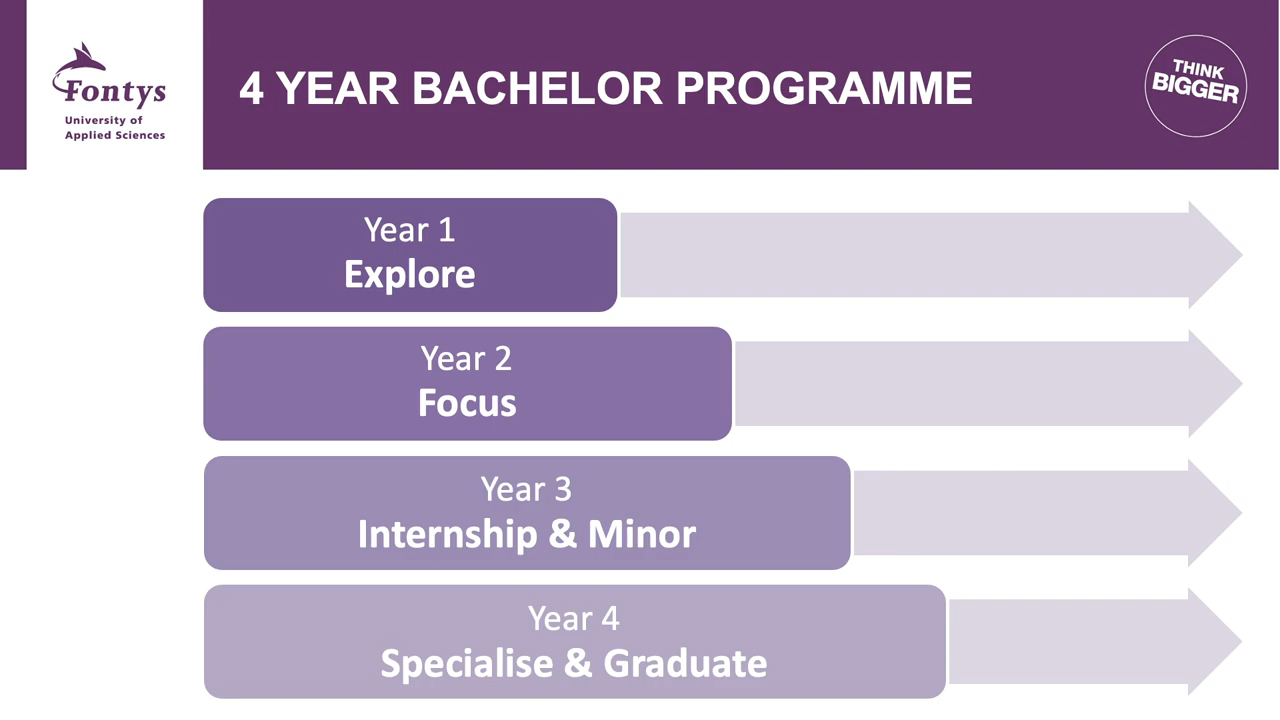 Fontys
University of
Applied Sciences
4 YEAR BACHELOR PROGRAMME
THINK
BIGGER
Year 1
Explore
Year 2
Focus
Year 3
Internship & Minor
Year 4
Specialise & Graduate